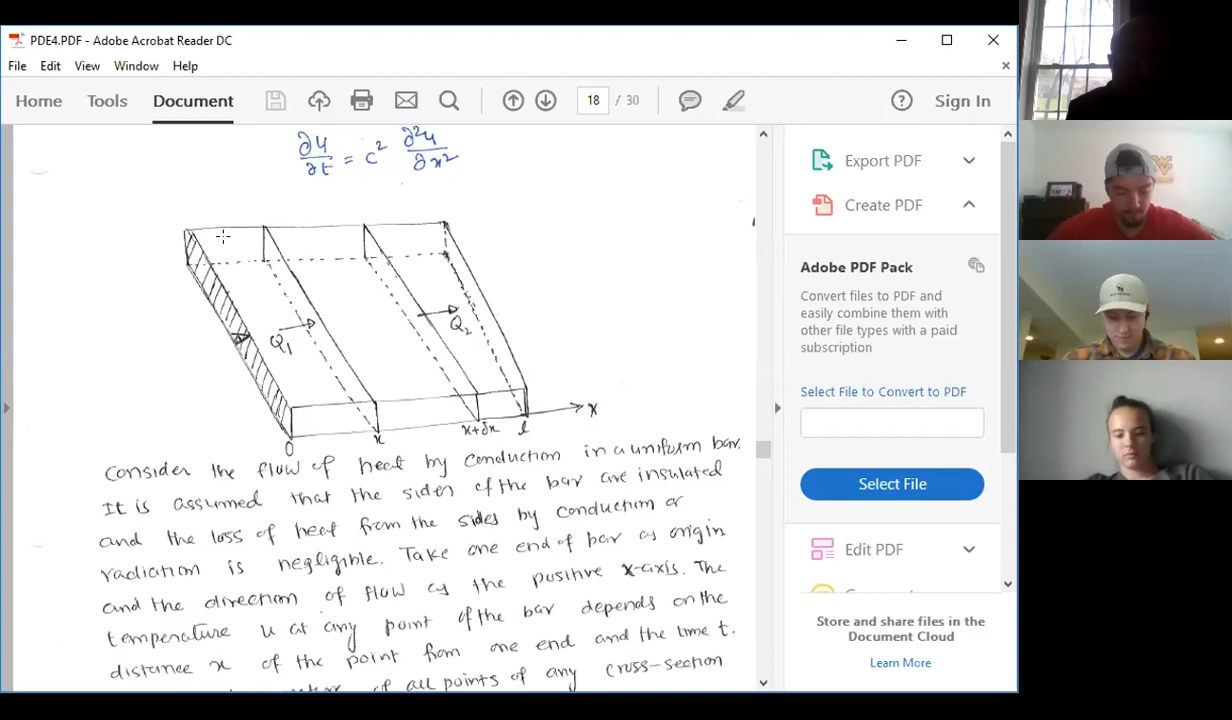 PDE4.PDF - Adobe Acrobat Reader DC
File Edit View Window Help
Home Tools Document 18 / 30 Sign In
∂u/∂t = c² ∂²u/∂x²
Q1
Q2
0 x x+δx l x
Consider the flow of heat by conduction in a uniform bar.
It is assumed that the sides of the bar are insulated
and the loss of heat from the sides by conduction or
radiation is negligible. Take one end of bar as origin
and the direction of flow as the positive x-axis. The
temperature u at any point of the bar depends on the
distance x of the point from one end and the time t.
of all points of any cross-section
Export PDF
Create PDF
Adobe PDF Pack
Convert files to PDF and
easily combine them with
other file types with a paid
subscription
Select File to Convert to PDF
Select File
Edit PDF
Store and share files in the
Document Cloud
Learn More